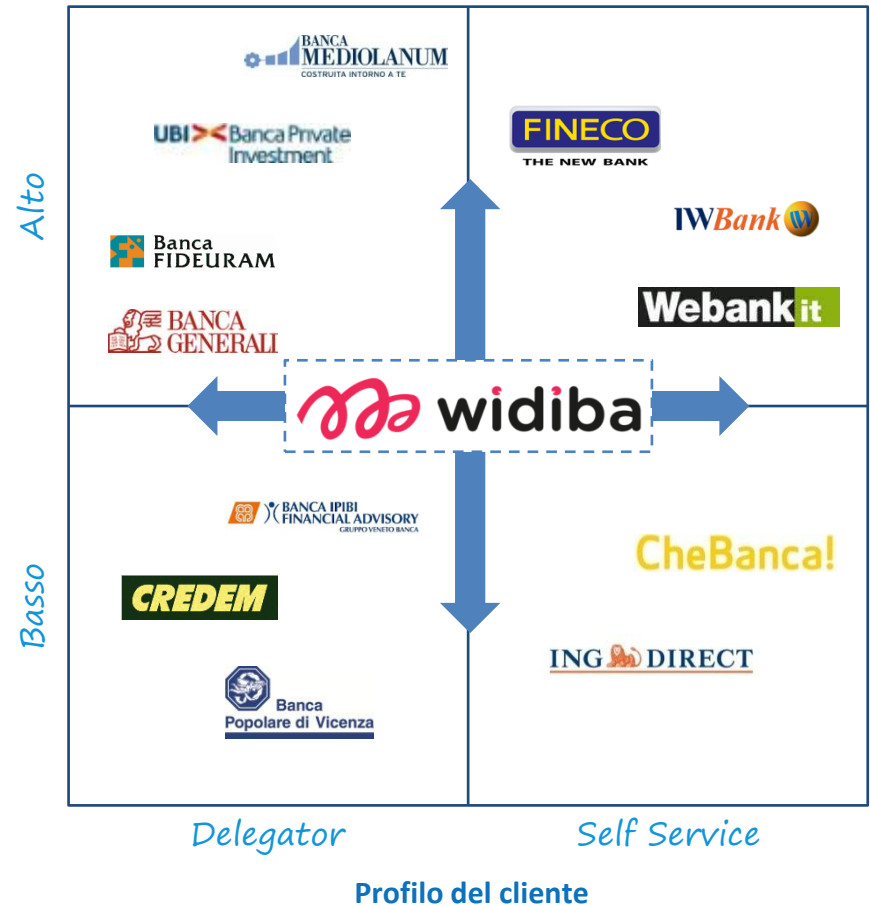 BANCA
MEDIOLANUM
COSTRUITA INTORNO A TE
UBI Banca Private
Investment
FINECO
THE NEW BANK
Alto
IWBank W
Banca
FIDEURAM
Webank it
BANCA
GENERALI
widiba
BANCA IPIBI
FINANCIAL ADVISORY
GRUPPO VENETO BANCA
CheBanca!
Basso
CREDEM
ING DIRECT
Banca
Popolare di Vicenza
Delegator
Self Service
Profilo del cliente